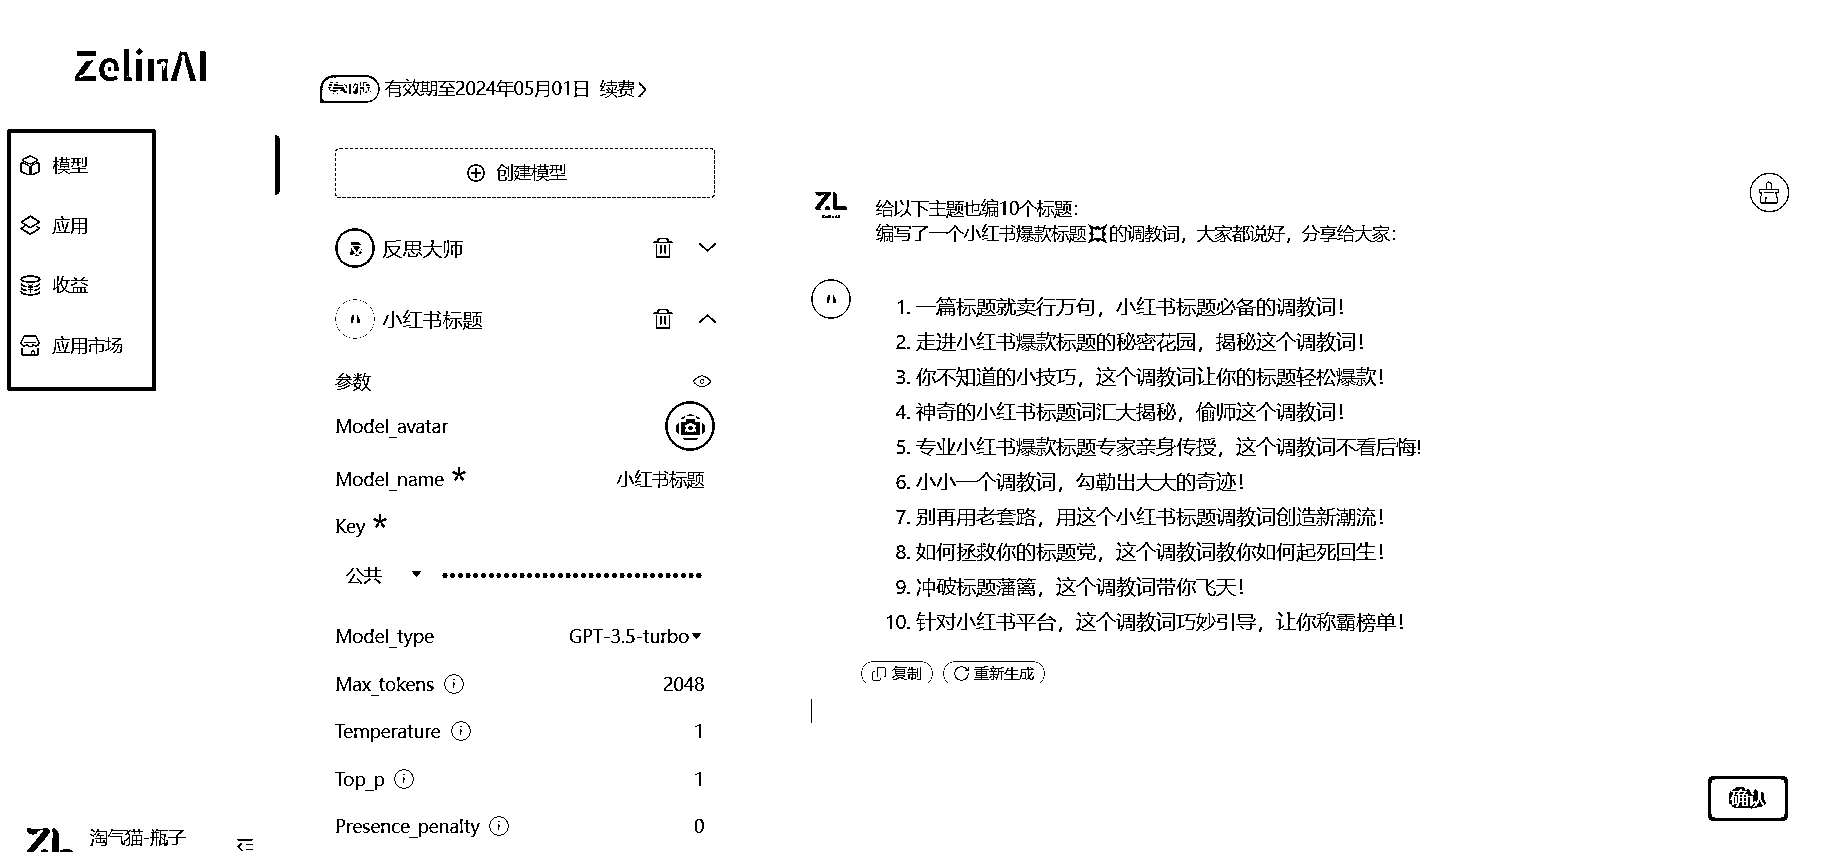 ZelinAI
有效期至2024年05月01日 续费
模型
应用
收益
应用市场
创建模型
反思大师
小红书标题
参数
Model_avatar
Model_name * 小红书标题
Key *
公共
Model_type GPT-3.5-turbo
Max_tokens 2048
Temperature 1
Top_p 1
Presence_penalty 0
淘气猫-瓶子
ZL
给以下主题也编10个标题：
编写了一个小红书爆款标题💥的调教词，大家都说好，分享给大家：
1. 一篇标题就卖行万句，小红书标题必备的调教词！
2. 走进小红书爆款标题的秘密花园，揭秘这个调教词！
3. 你不知道的小技巧，这个调教词让你的标题轻松爆款！
4. 神奇的小红书标题词汇大揭秘，偷师这个调教词！
5. 专业小红书爆款标题专家亲身传授，这个调教词不看后悔！
6. 小小一个调教词，勾勒出大大的奇迹！
7. 别再用老套路，用这个小红书标题调教词创造新潮流！
8. 如何拯救你的标题党，这个调教词教你如何起死回生！
9. 冲破标题藩篱，这个调教词带你飞天！
10. 针对小红书平台，这个调教词巧妙引导，让你称霸榜单！
复制 重新生成
确认